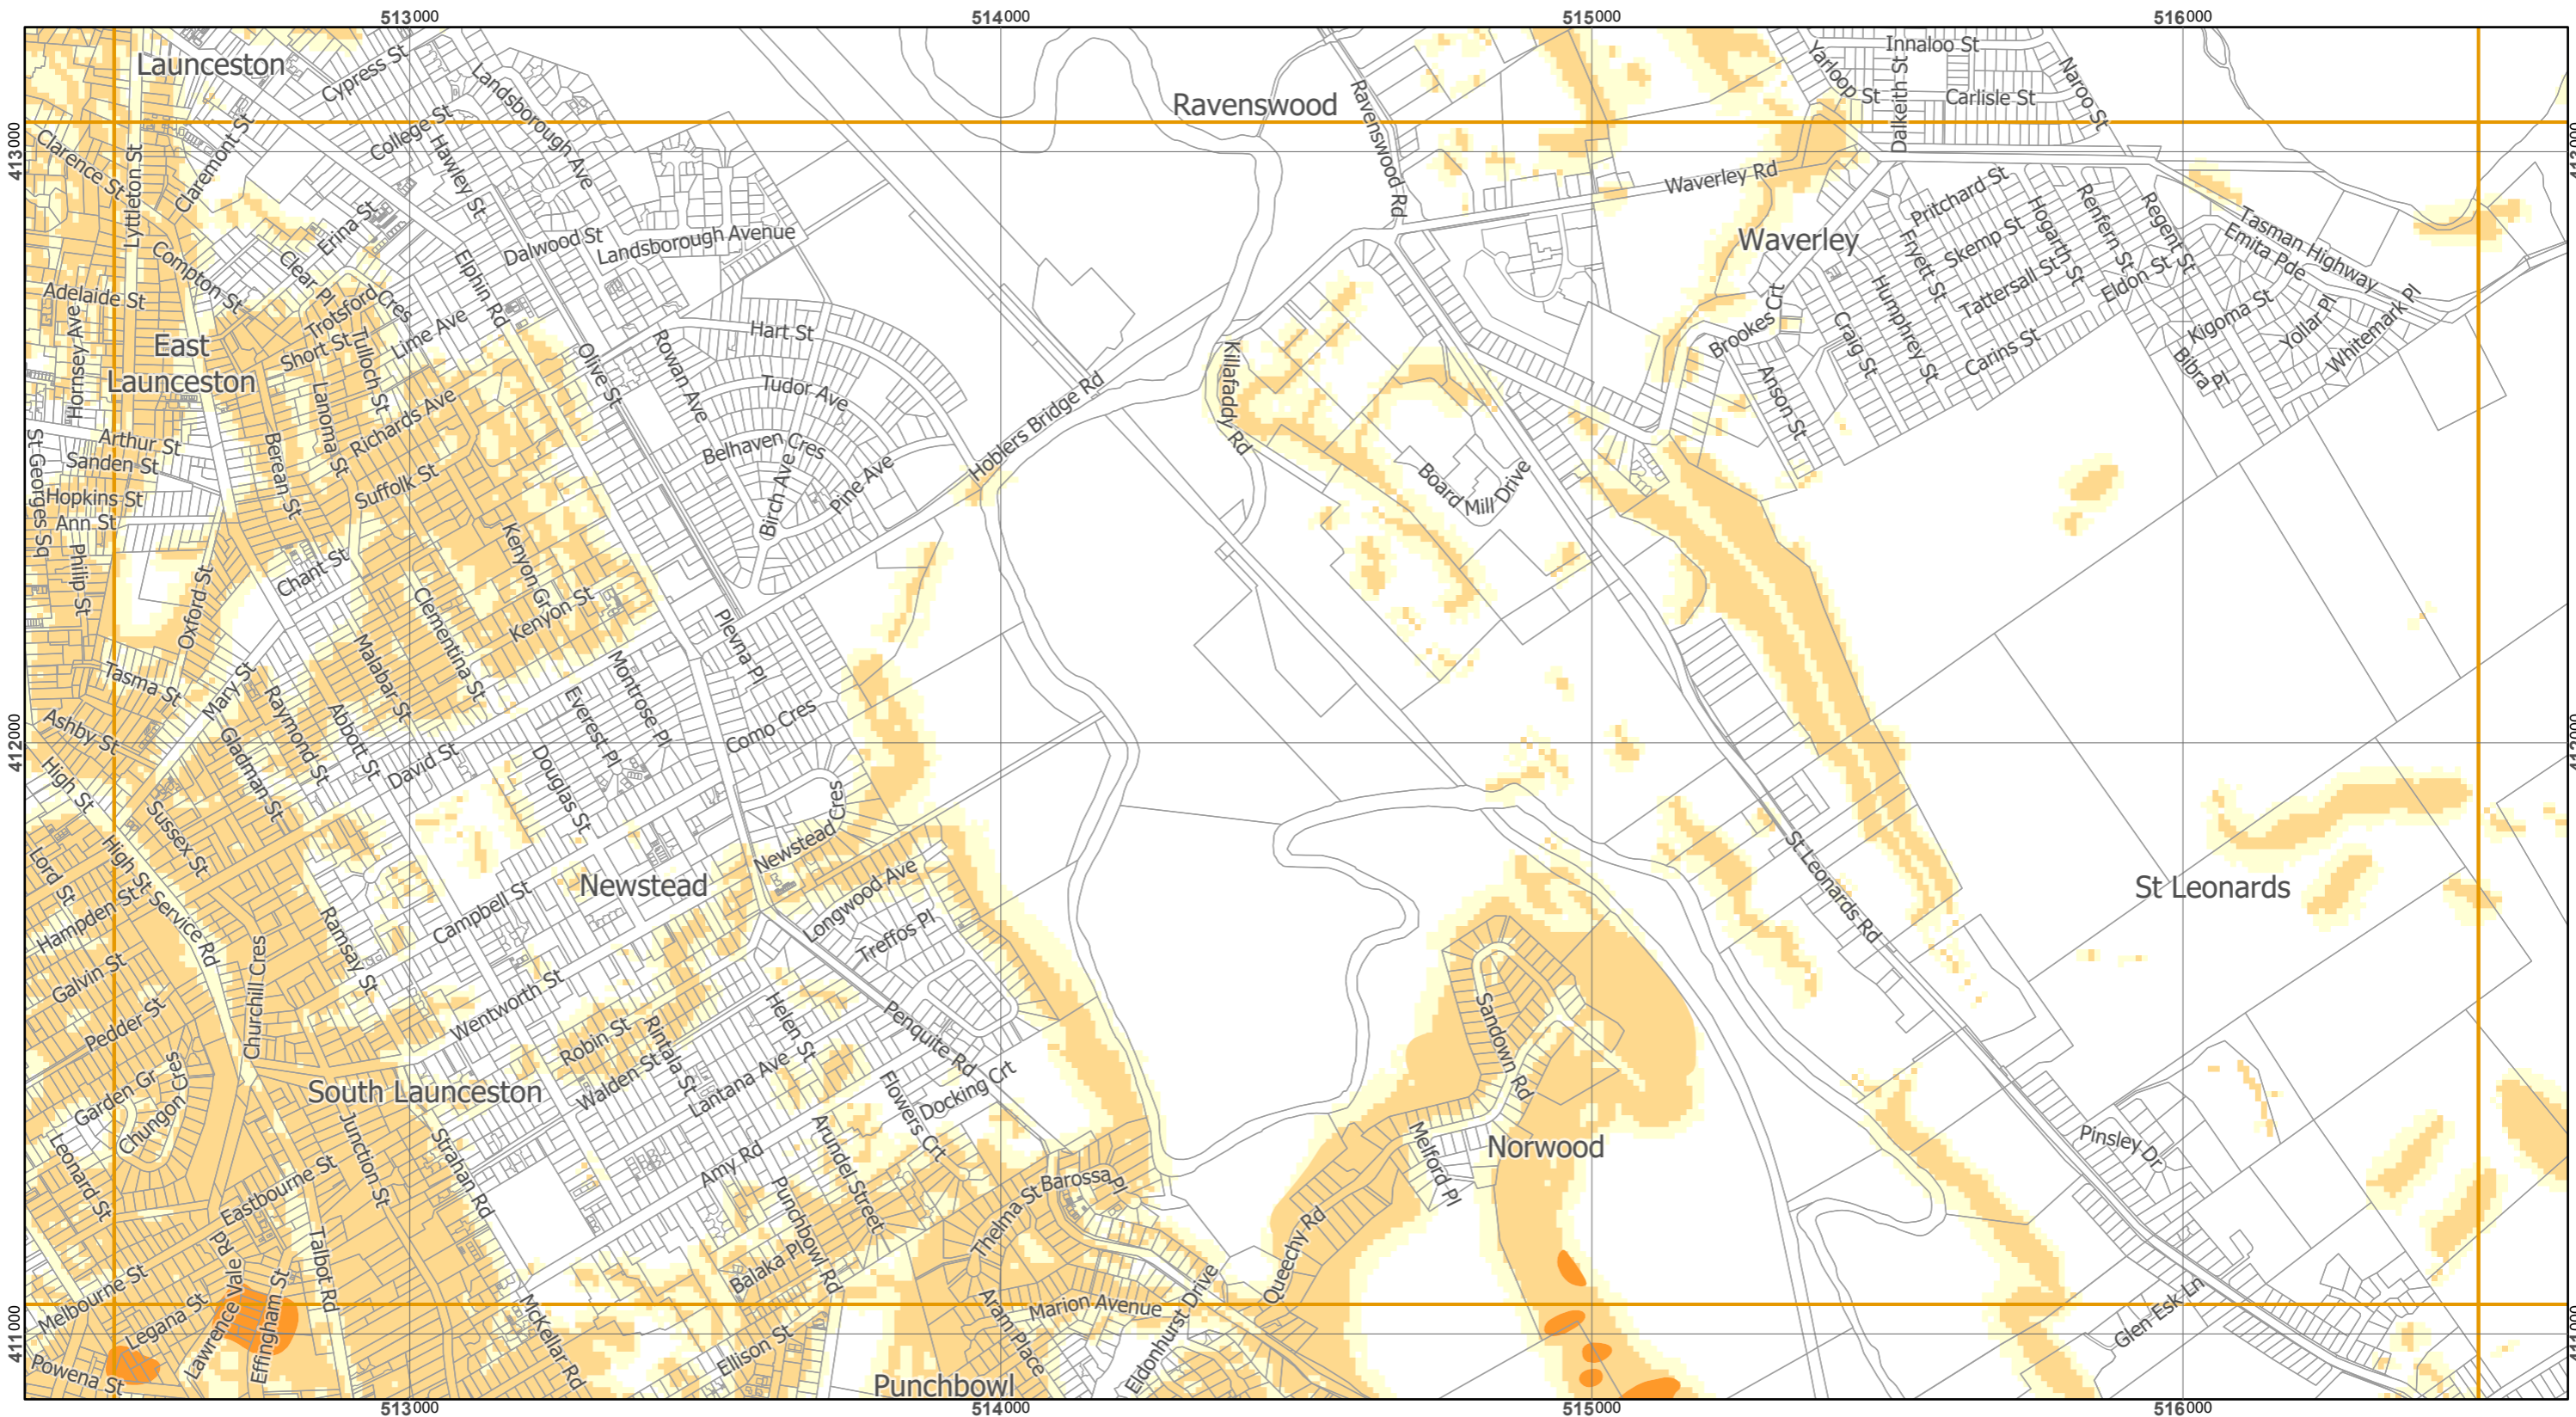 513000
514000
515000
516000
Launceston
Cypress St
Landsborough Ave
Ravenswood
Ravenswood Rd
Innaloo St
Yarloop St
Dalkeith St
Carlisle St
Naroo St
413000
Clarence St
Lyttleton St
Claremont St
College St
Hawley St
Erina St
Dalwood St
Landsborough Avenue
Waverley Rd
Pritchard St
Waverley
Fryett St
Skemp St
Hogarth St
Renfern St
Regent St
Tasman Highway
Emita Pde
Compton St
Clear Pl
Elphin Rd
Adelaide St
Hornsey Ave
Trotsford Cres
Short St
Tulloch St
Lime Ave
Hart St
Tattersall St
Eldon St
Humphrey St
Craig St
Carins St
Kigoma St
Yollar Pl
Whitemark Pl
Bibra Pl
Brookes Crt
Anson St
East
Launceston
Olive St
Rowan Ave
Tudor Ave
Killafaddy Rd
Hoblers Bridge Rd
Lanoma St
Richards Ave
Berean St
Suffolk St
Arthur St
Sanden St
St Georges Sq
Hopkins St
Ann St
Belhaven Cres
Birch Ave
Pine Ave
Board Mill Drive
Philip St
Oxford St
Chant St
Kenyon Gr
Kenyon St
Clementina St
Malabar St
Plevna Pl
Montrose Pl
Everest Pl
Como Cres
Tasma St
Mary St
Raymond St
Abbott St
David St
Ashby St
412000
High St
Gladman St
Douglas St
Sussex St
Newstead Cres
Newstead
St Leonards Rd
St Leonards
Lord St
High St Service Rd
Hampden St
Campbell St
Longwood Ave
Treffos Pl
Ramsay St
Galvin St
Churchill Cres
Pedder St
Wentworth St
Robin St
Rintala St
Helen St
Penquite Rd
Sandown Rd
Garden Gr
Chungon Cres
South Launceston
Walden St
Lantana Ave
Flowers Crt
Docking Crt
Leonard St
Junction St
Strahan Rd
Amy Rd
Arundel Street
Melford Pl
Norwood
Pinsley Dr
Eastbourne St
Talbot Rd
Punchbowl Rd
Balaka Pl
Thelma St
Barossa Pl
Queechy Rd
Melbourne St
Legana St
Lawrence Vale Rd
Effingham St
McKellar Rd
Ellison St
Aram Place
Marion Avenue
Eldonhurst Drive
Glen Esk Ln
411000
Powena St
Punchbowl
513000
514000
515000
516000